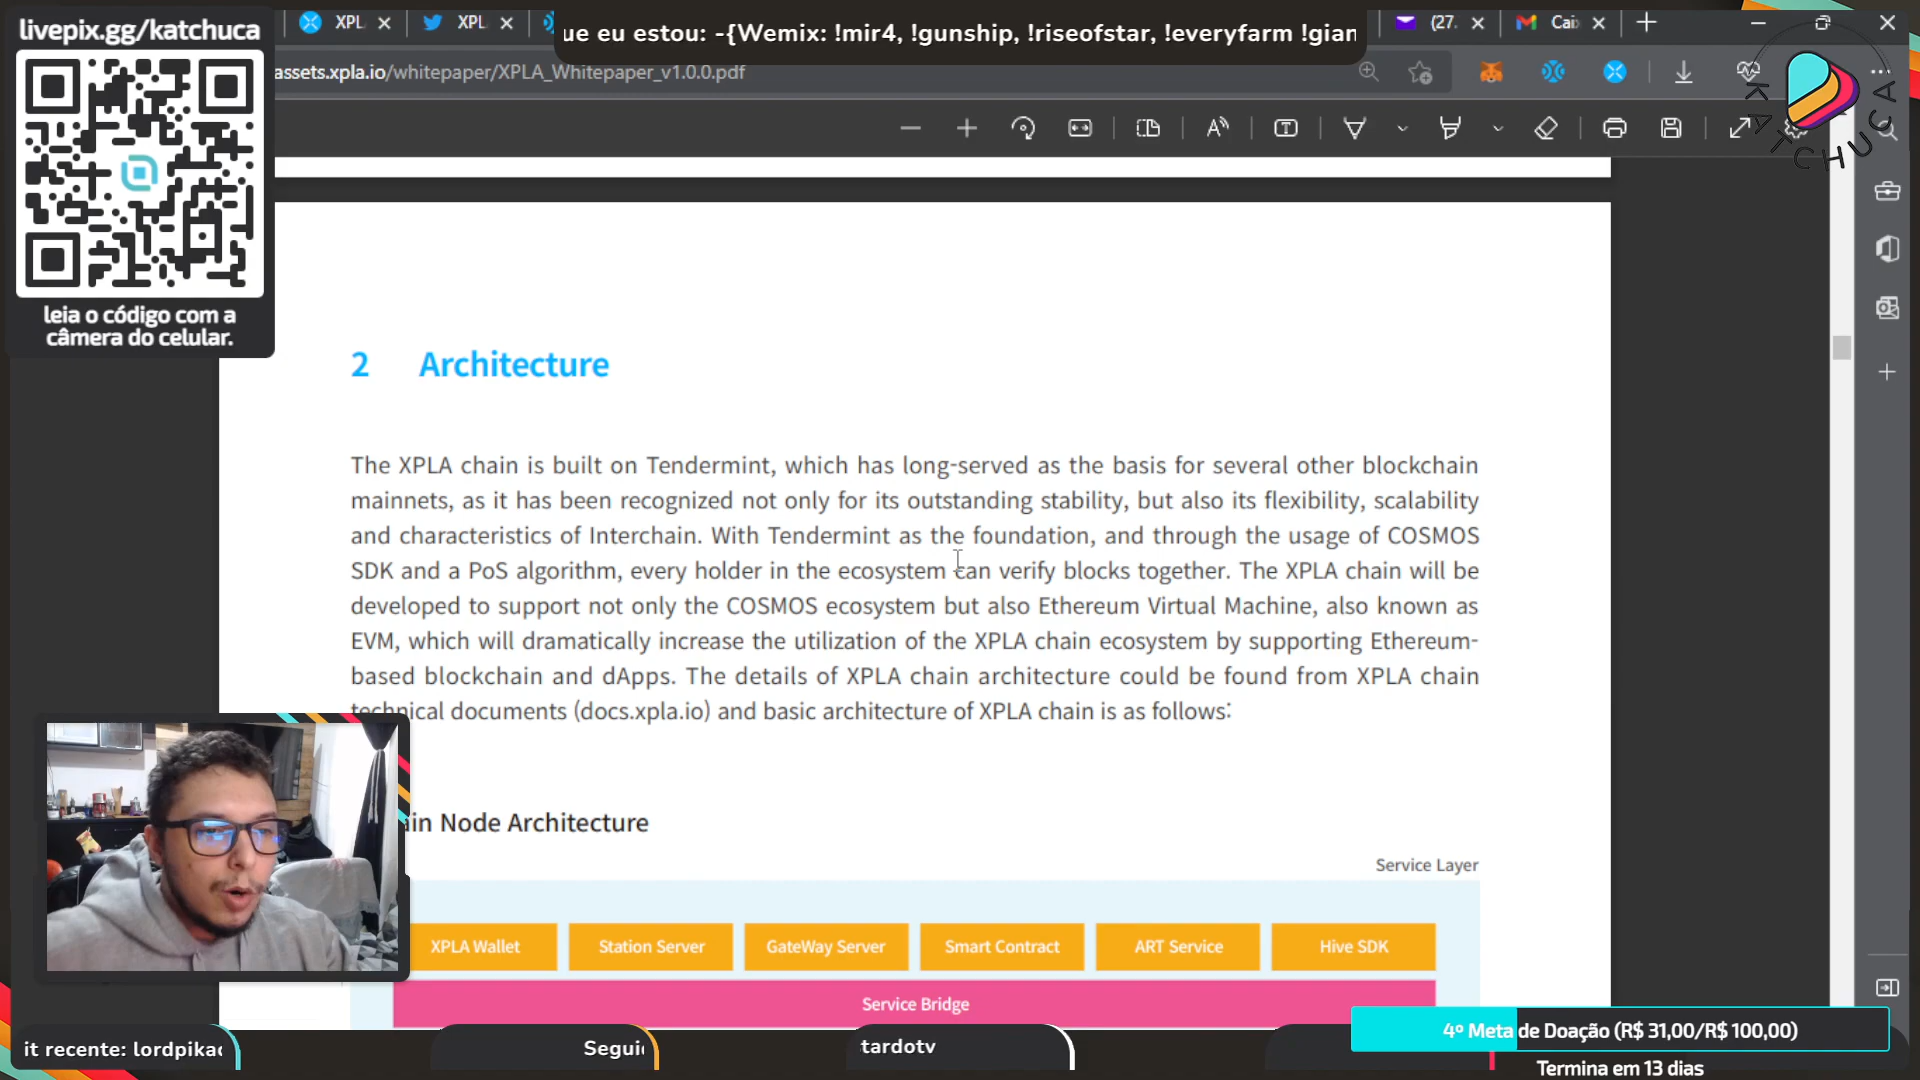 livepix.gg/katchuca
XPL
XPL
ue eu estou: -{Wemix: !mir4, !gunship, !riseofstar, !everyfarm !gian
(27.
Caix
assets.xpla.io/whitepaper/XPLA_Whitepaper_v1.0.0.pdf
KATCHUCA
leia o código com a
câmera do celular.
2 Architecture
The XPLA chain is built on Tendermint, which has long-served as the basis for several other blockchain
mainnets, as it has been recognized not only for its outstanding stability, but also its flexibility, scalability
and characteristics of Interchain. With Tendermint as the foundation, and through the usage of COSMOS
SDK and a PoS algorithm, every holder in the ecosystem can verify blocks together. The XPLA chain will be
developed to support not only the COSMOS ecosystem but also Ethereum Virtual Machine, also known as
EVM, which will dramatically increase the utilization of the XPLA chain ecosystem by supporting Ethereum-
based blockchain and dApps. The details of XPLA chain architecture could be found from XPLA chain
technical documents (docs.xpla.io) and basic architecture of XPLA chain is as follows:
ain Node Architecture
Service Layer
XPLA Wallet
Station Server
GateWay Server
Smart Contract
ART Service
Hive SDK
Service Bridge
4º Meta de Doação (R$ 31,00/R$ 100,00)
it recente: lordpika
Segui
tardotv
Termina em 13 dias